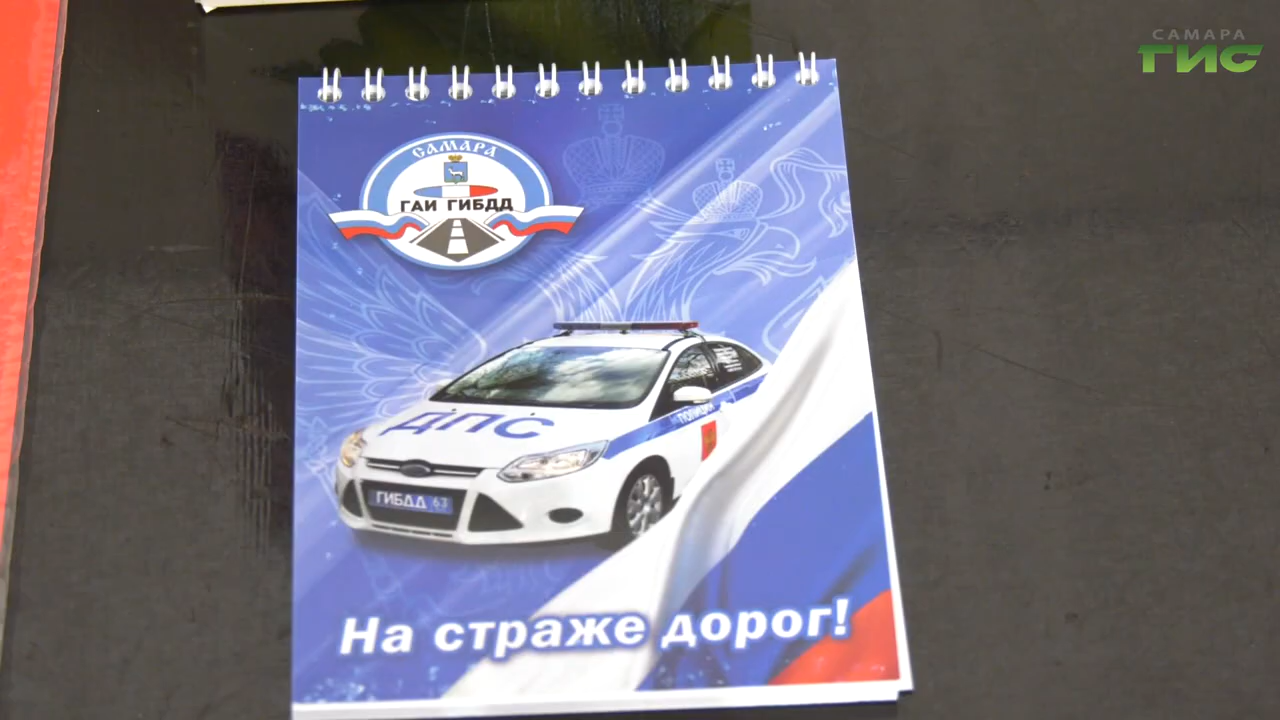 САМАРА
ГИС
САМАРА
ГАИ ГИБДД
ДПС
ПОЛИЦИЯ
ГИБДД 63
На страже дорог!